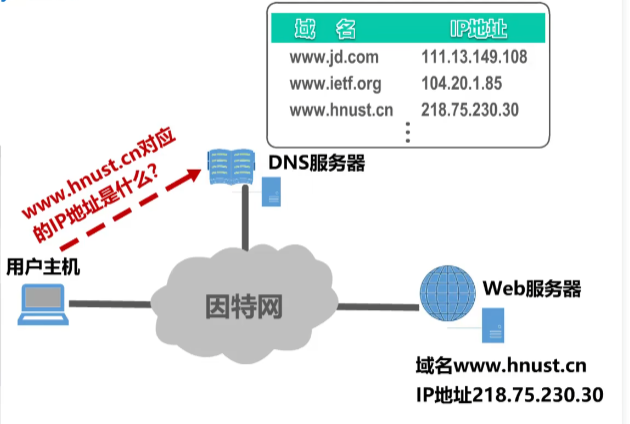 域 名 IP地址
www.jd.com 111.13.149.108
www.ietf.org 104.20.1.85
www.hnust.cn 218.75.230.30
www.hnust.cn对应
的IP地址是什么?
DNS服务器
用户主机
因特网
Web服务器
域名www.hnust.cn
IP地址218.75.230.30